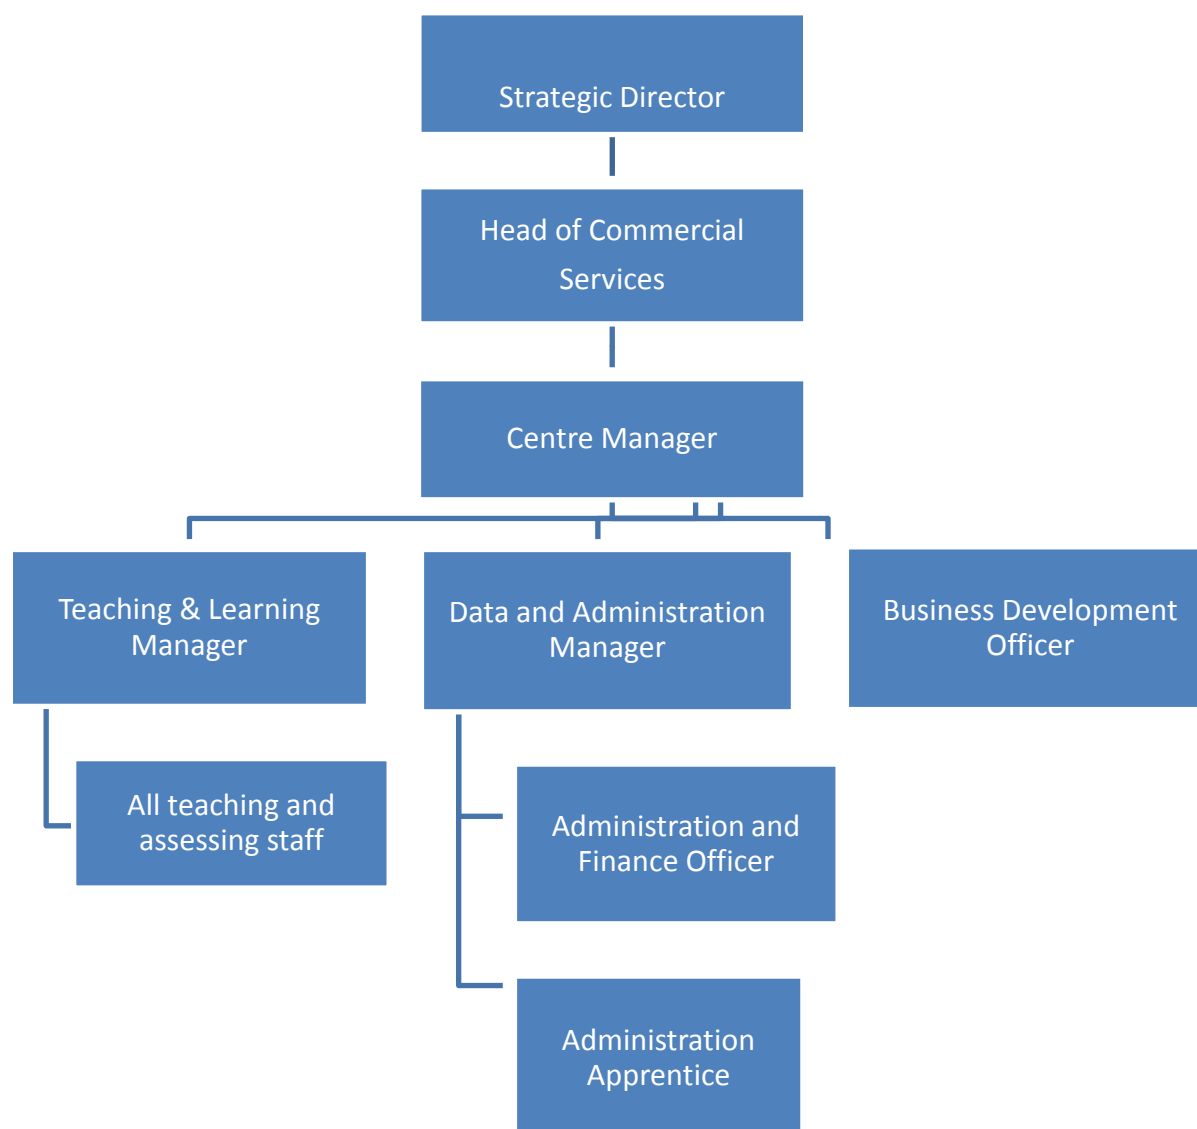 Strategic Director
Head of Commercial
Services
Centre Manager
Teaching & Learning
Manager
Data and Administration
Manager
Business Development
Officer
All teaching and
assessing staff
Administration and
Finance Officer
Administration
Apprentice